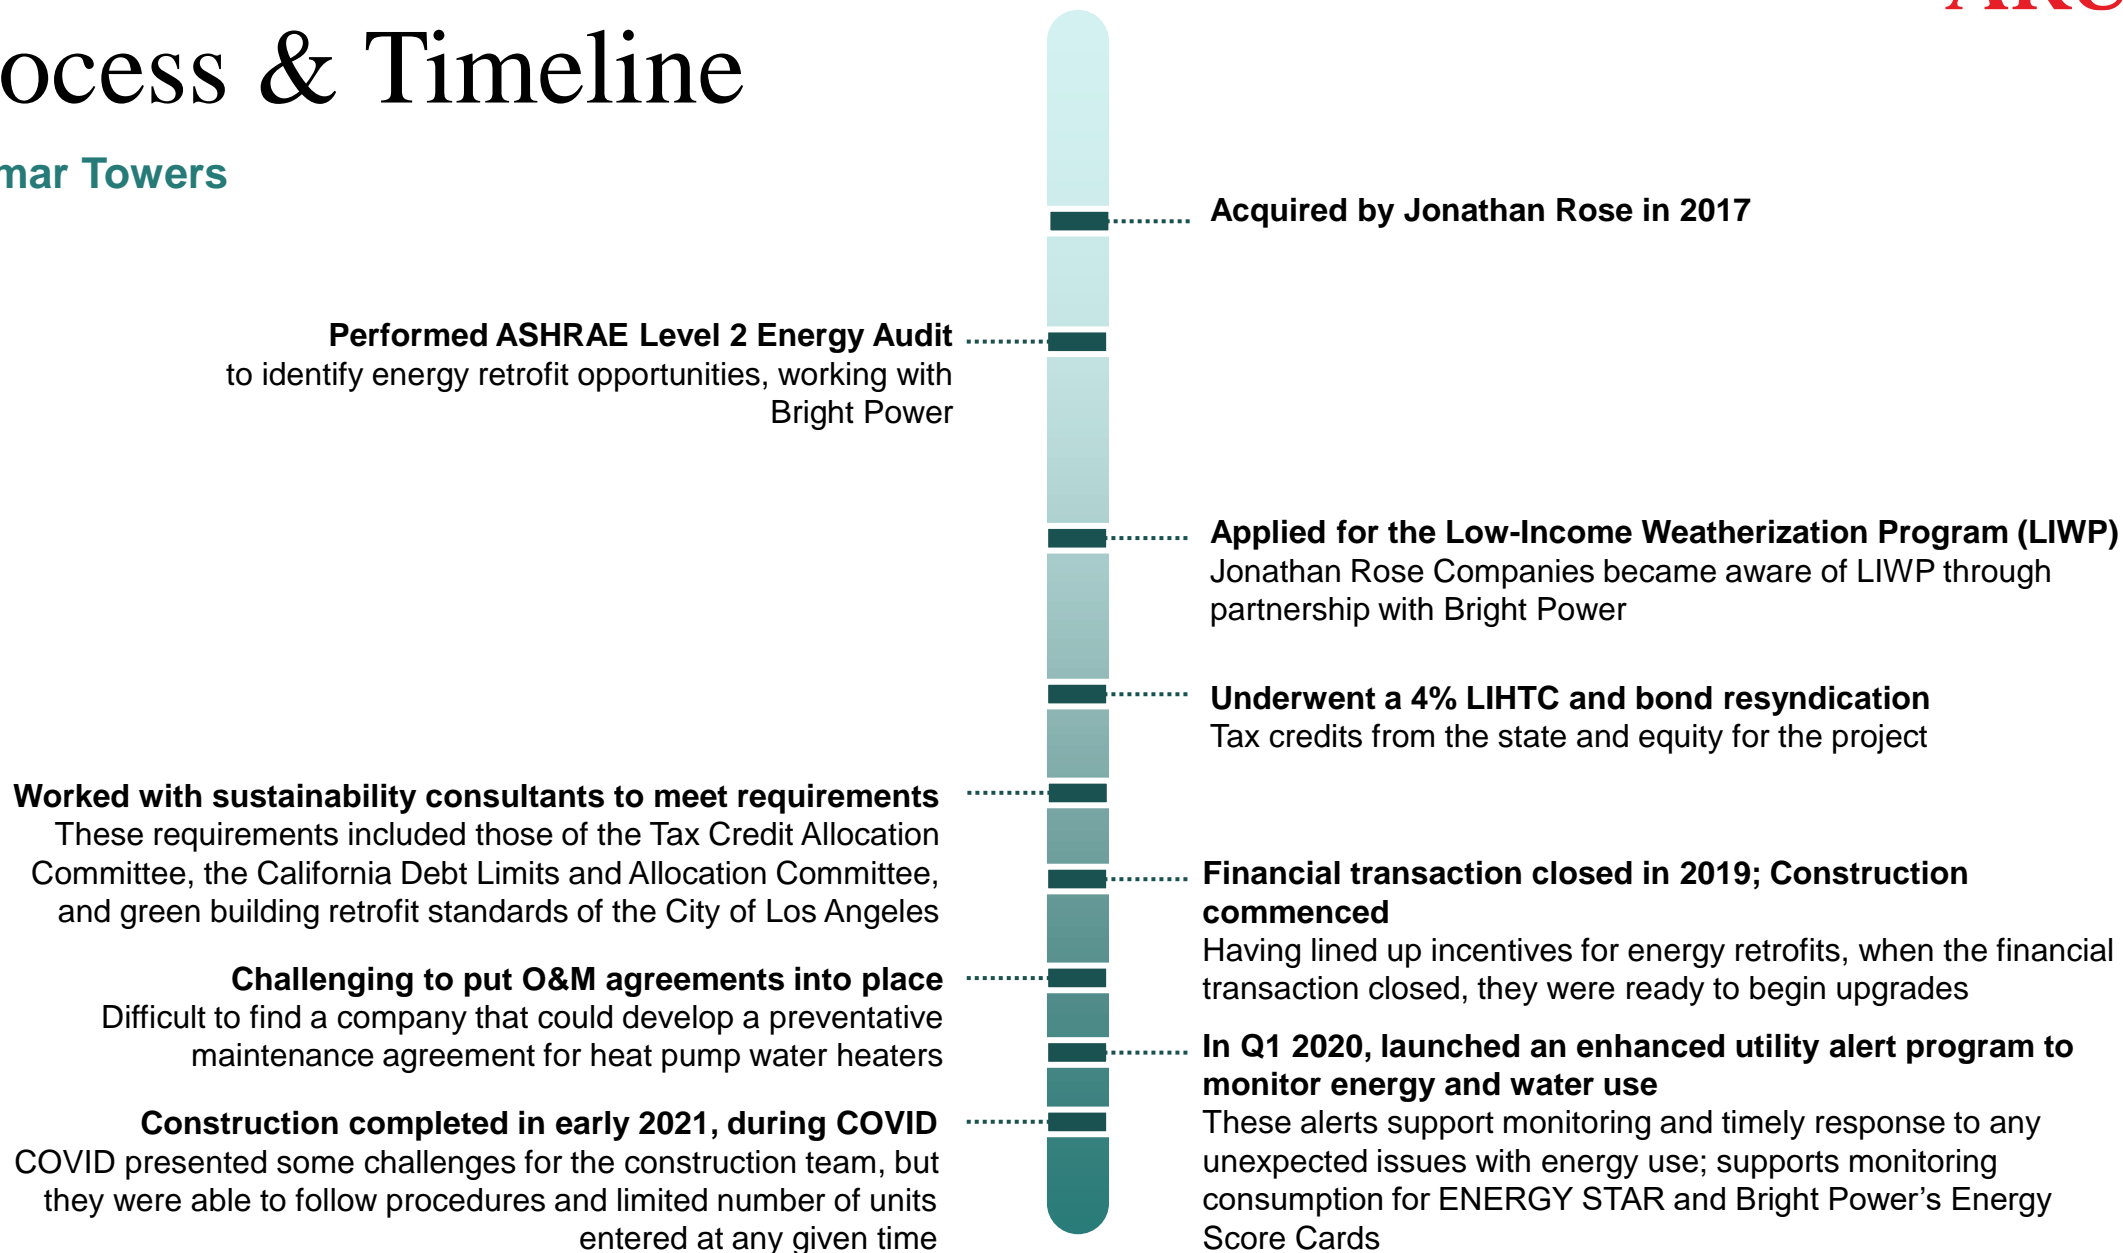 ocess & Timeline
mar Towers
Acquired by Jonathan Rose in 2017
Performed ASHRAE Level 2 Energy Audit
to identify energy retrofit opportunities, working with
Bright Power
Applied for the Low-Income Weatherization Program (LIWP)
Jonathan Rose Companies became aware of LIWP through
partnership with Bright Power
Underwent a 4% LIHTC and bond resyndication
Tax credits from the state and equity for the project
Worked with sustainability consultants to meet requirements
These requirements included those of the Tax Credit Allocation
Committee, the California Debt Limits and Allocation Committee,
and green building retrofit standards of the City of Los Angeles
Financial transaction closed in 2019; Construction
commenced
Having lined up incentives for energy retrofits, when the financial
transaction closed, they were ready to begin upgrades
Challenging to put O&M agreements into place
Difficult to find a company that could develop a preventative
maintenance agreement for heat pump water heaters
In Q1 2020, launched an enhanced utility alert program to
monitor energy and water use
These alerts support monitoring and timely response to any
unexpected issues with energy use; supports monitoring
consumption for ENERGY STAR and Bright Power’s Energy
Score Cards
Construction completed in early 2021, during COVID
COVID presented some challenges for the construction team, but
they were able to follow procedures and limited number of units
entered at any given time